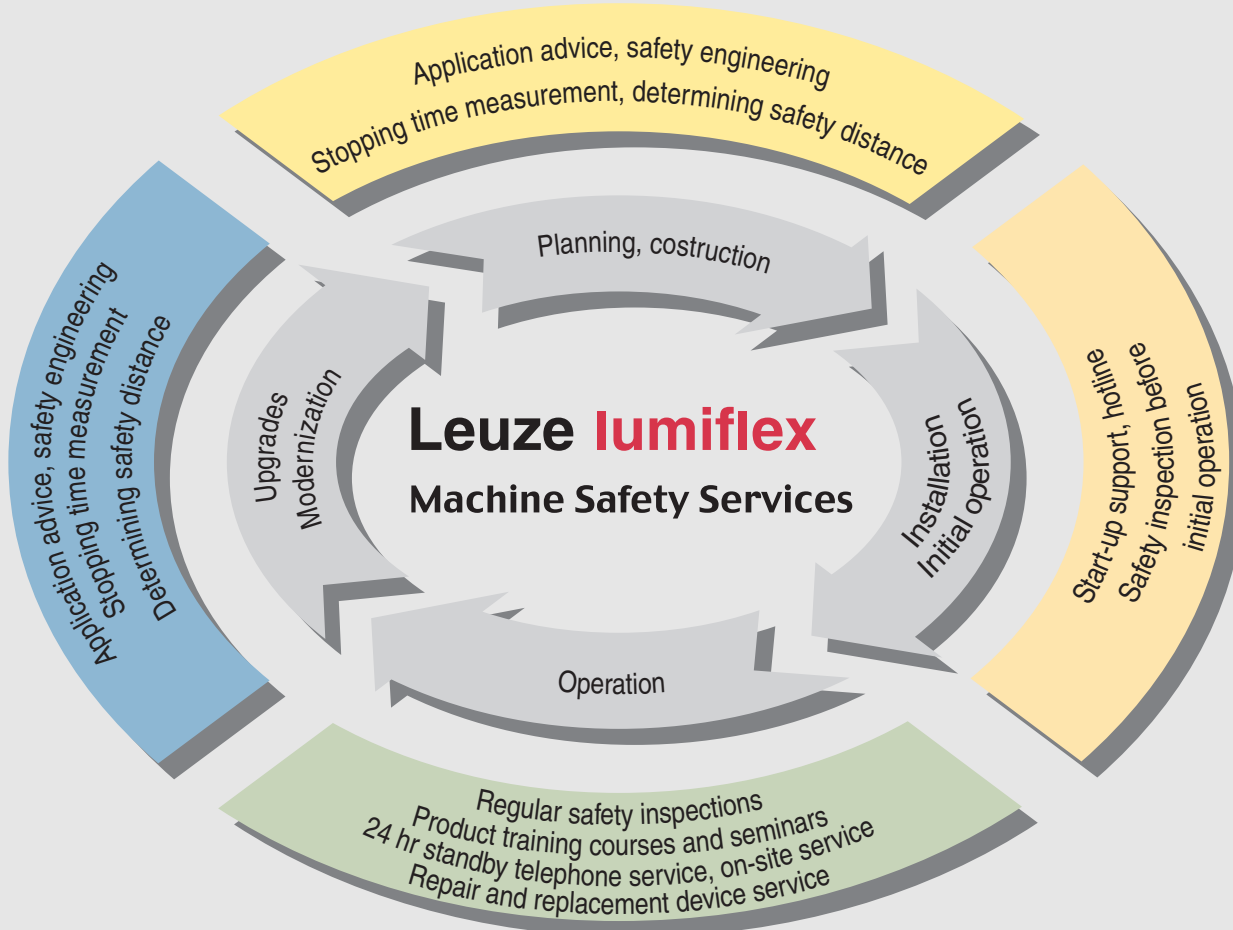 Application advice, safety engineering
Stopping time measurement, determining safety distance
Planning, costruction
Start-up support, hotline
Safety inspection before
initial operation
Installation
Initial operation
Leuze lumiflex
Machine Safety Services
Operation
Regular safety inspections
Product training courses and seminars
24 hr standby telephone service, on-site service
Repair and replacement device service
Upgrades
Modernization
Application advice, safety engineering
Stopping time measurement
Determining safety distance